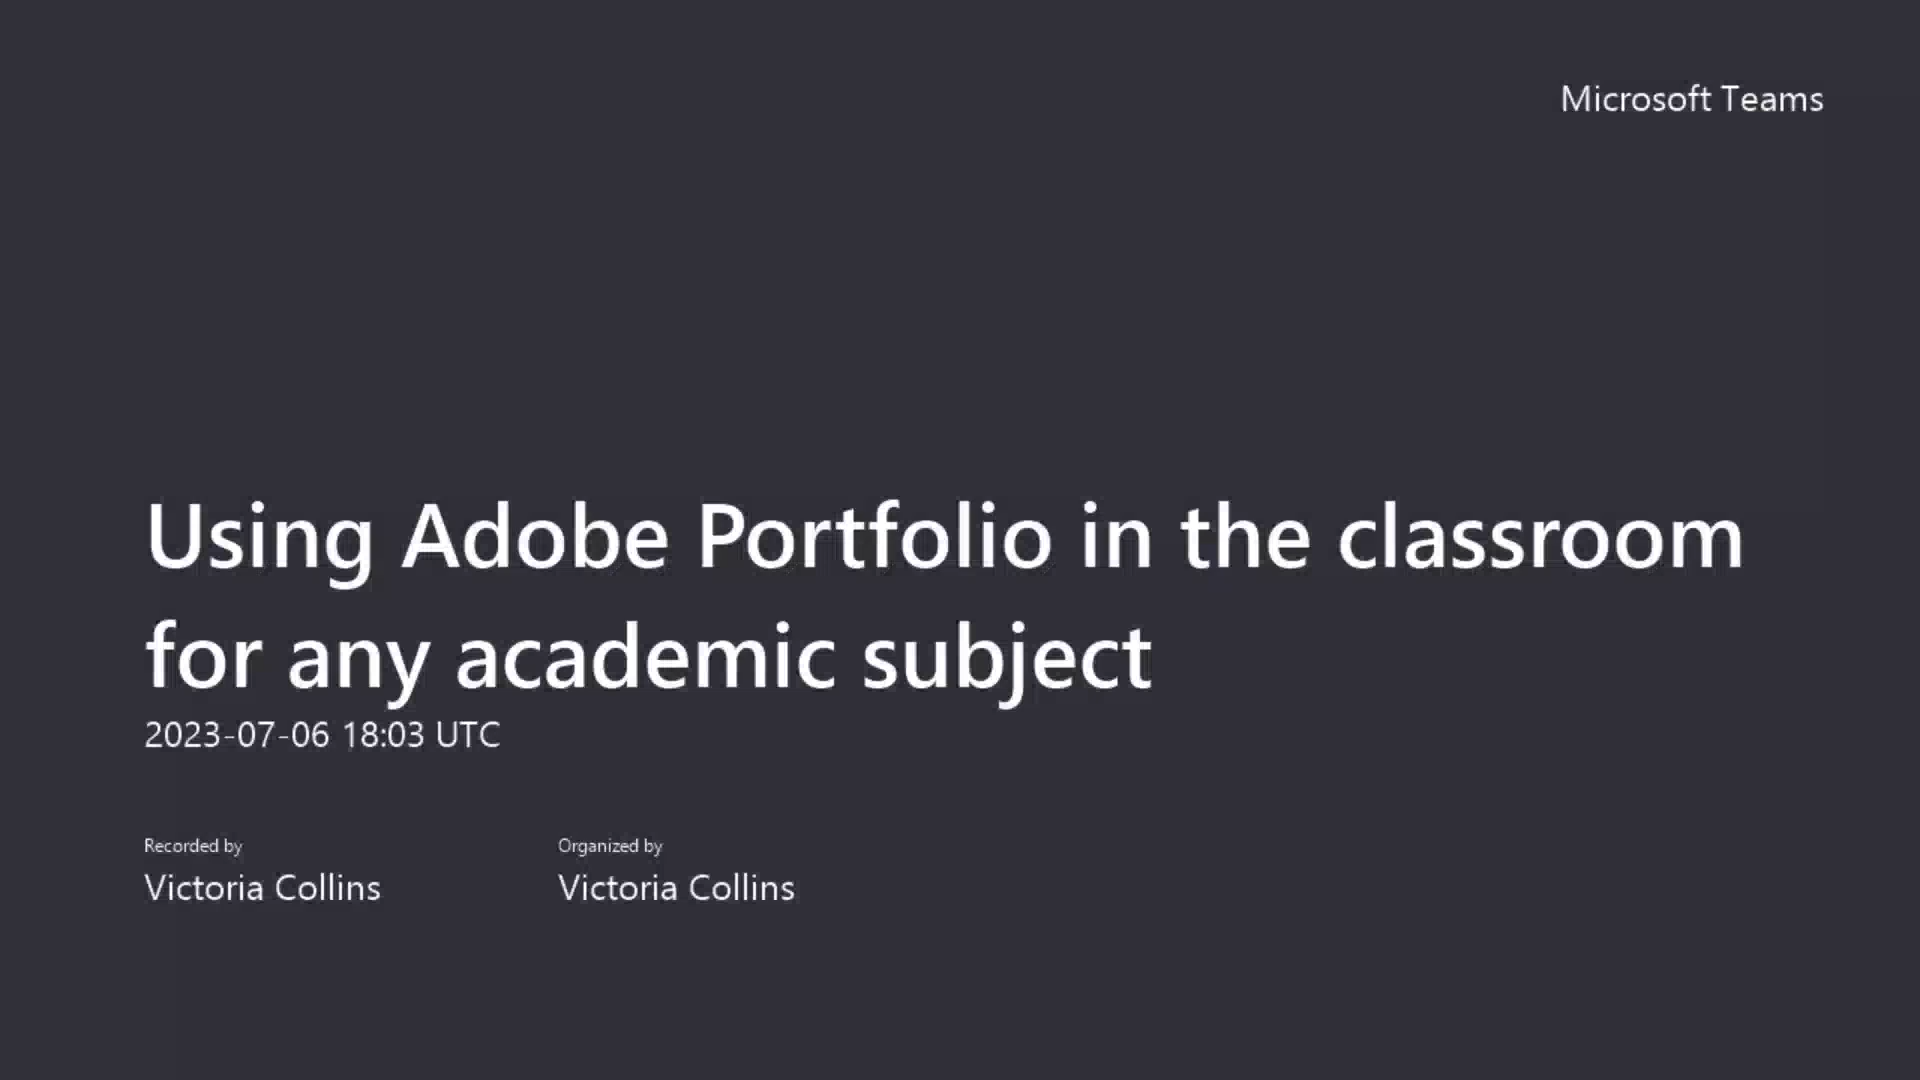 Microsoft Teams
Using Adobe Portfolio in the classroom
for any academic subject
2023-07-06 18:03 UTC
Recorded by
Victoria Collins
Organized by
Victoria Collins